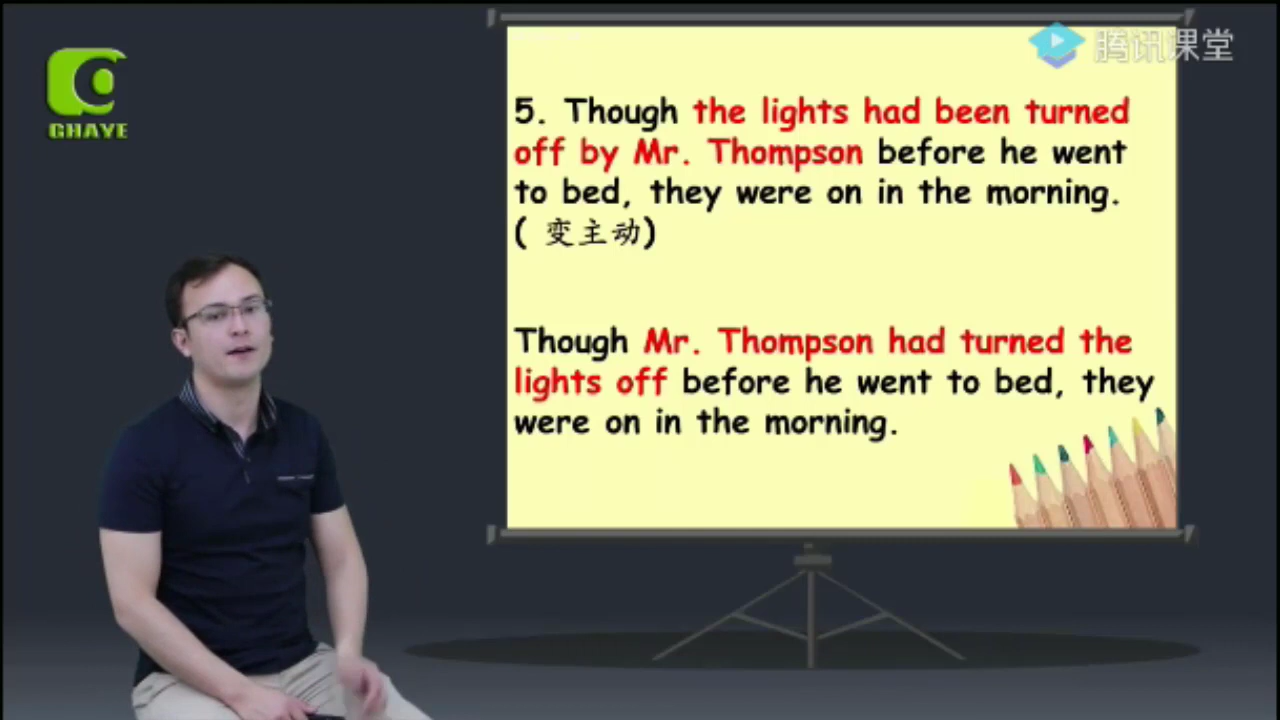 GHAYE
腾讯课堂
5. Though the lights had been turned
off by Mr. Thompson before he went
to bed, they were on in the morning.
( 变主动)
Though Mr. Thompson had turned the
lights off before he went to bed, they
were on in the morning.